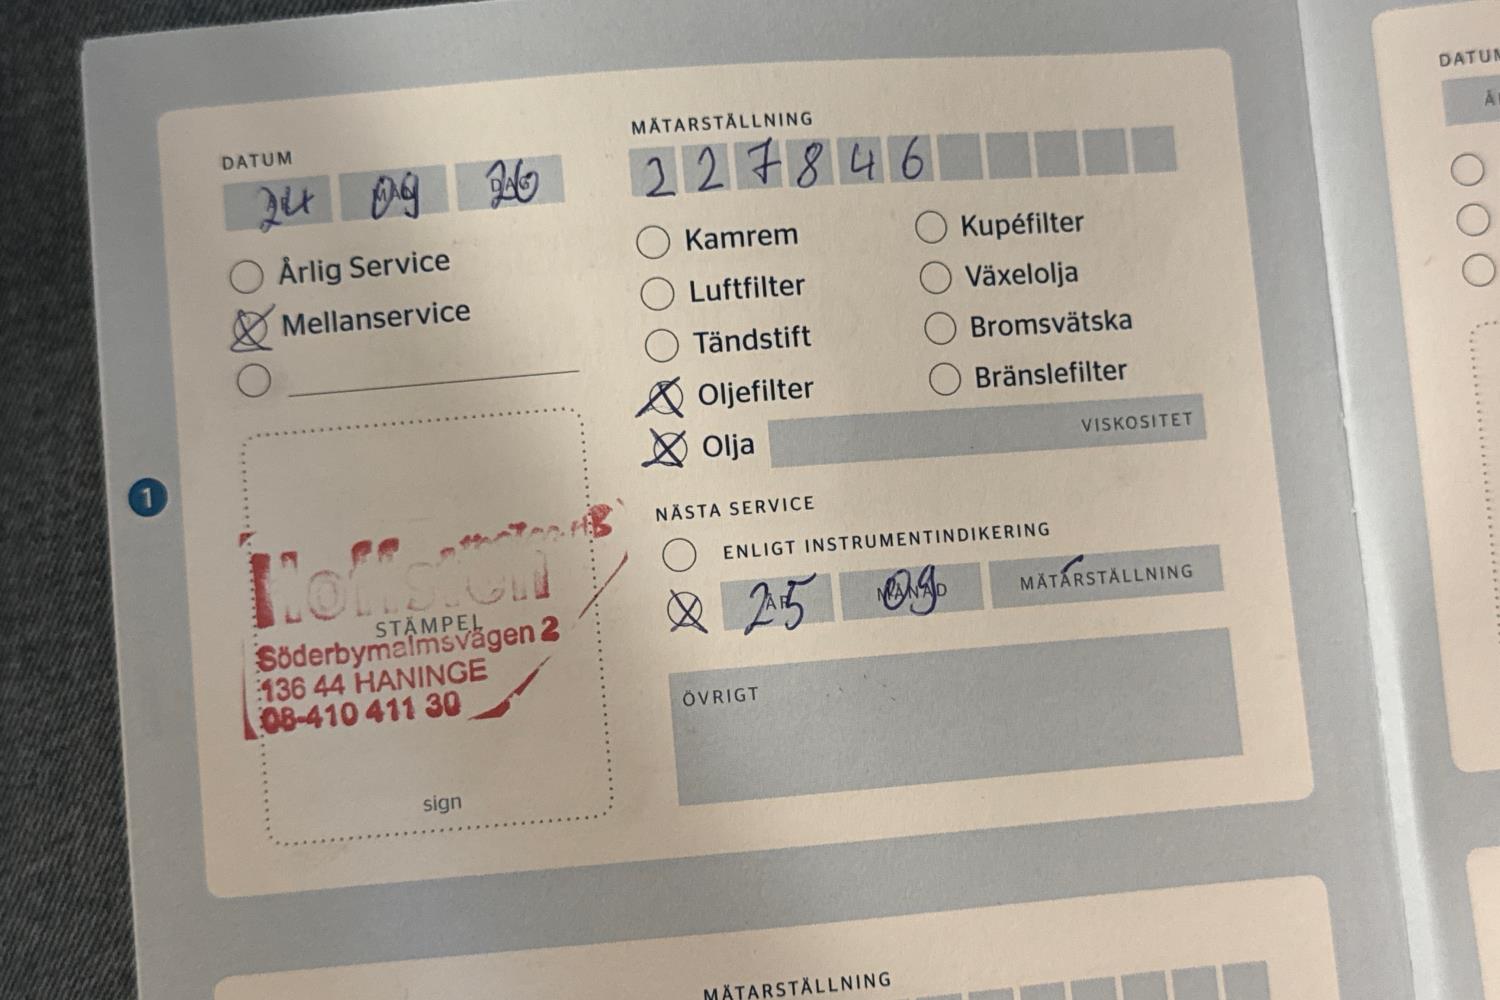 DATUM
24 09 26
Årlig Service
Mellanservice
MÄTARSTÄLLNING
227846
Kamrem
Luftfilter
Tändstift
Oljefilter
Olja
VISKOSITET
Kupéfilter
Växelolja
Bromsvätska
Bränslefilter
NÄSTA SERVICE
ENLIGT INSTRUMENTINDIKERING
ÅR 25 MÅNAD 09 MÄTARSTÄLLNING
ÖVRIGT
1
STÄMPEL
Söderbymalmsvägen 2
136 44 HANINGE
08-410 411 30
sign
MÄTARSTÄLLNING